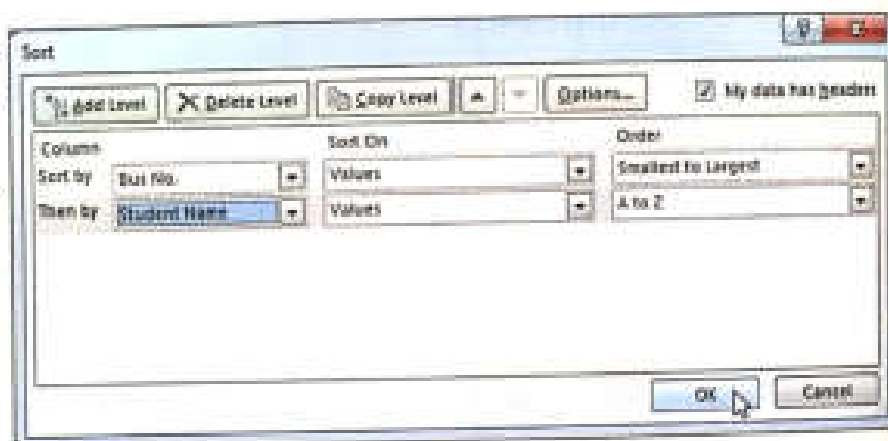 Sort
Add Level Delete Level Copy Level Options... My data has headers
Column Sort On Order
Sort by Bus No. Values Smallest to Largest
Then by Student Name Values A to Z
OK Cancel